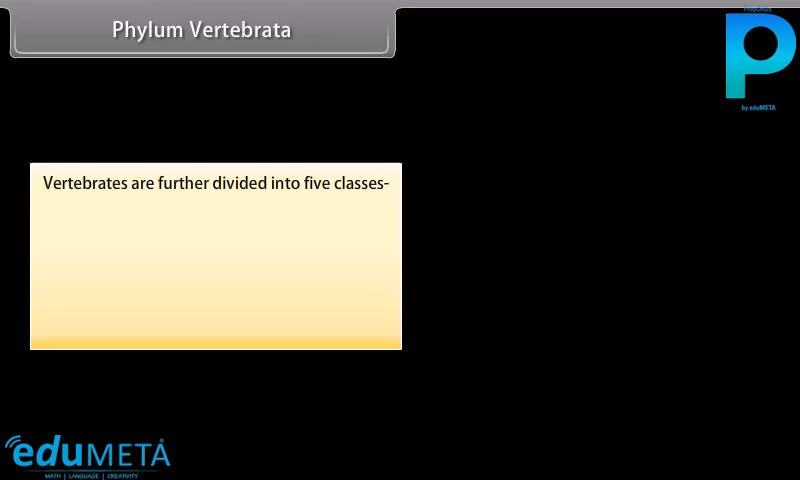 Phylum Vertebrata
by eduMETA
Vertebrates are further divided into five classes-
eduMETA
MATH | LANGUAGE | CREATIVITY